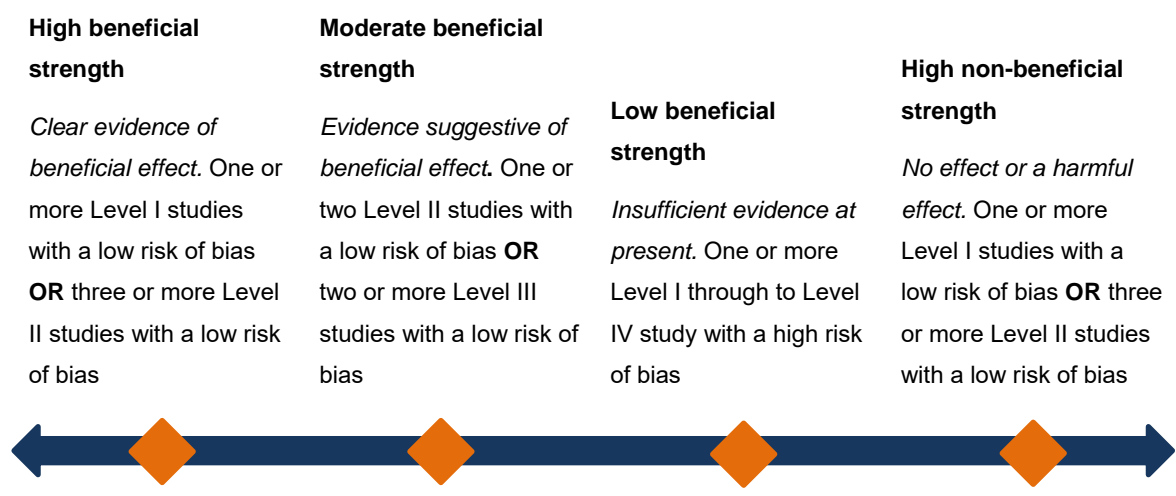 High beneficial
strength
Clear evidence of
beneficial effect. One or
more Level I studies
with a low risk of bias
OR three or more Level
II studies with a low risk
of bias
Moderate beneficial
strength
Evidence suggestive of
beneficial effect. One or
two Level II studies with
a low risk of bias OR
two or more Level III
studies with a low risk of
bias
Low beneficial
strength
Insufficient evidence at
present. One or more
Level I through to Level
IV study with a high risk
of bias
High non-beneficial
strength
No effect or a harmful
effect. One or more
Level I studies with a
low risk of bias OR three
or more Level II studies
with a low risk of bias